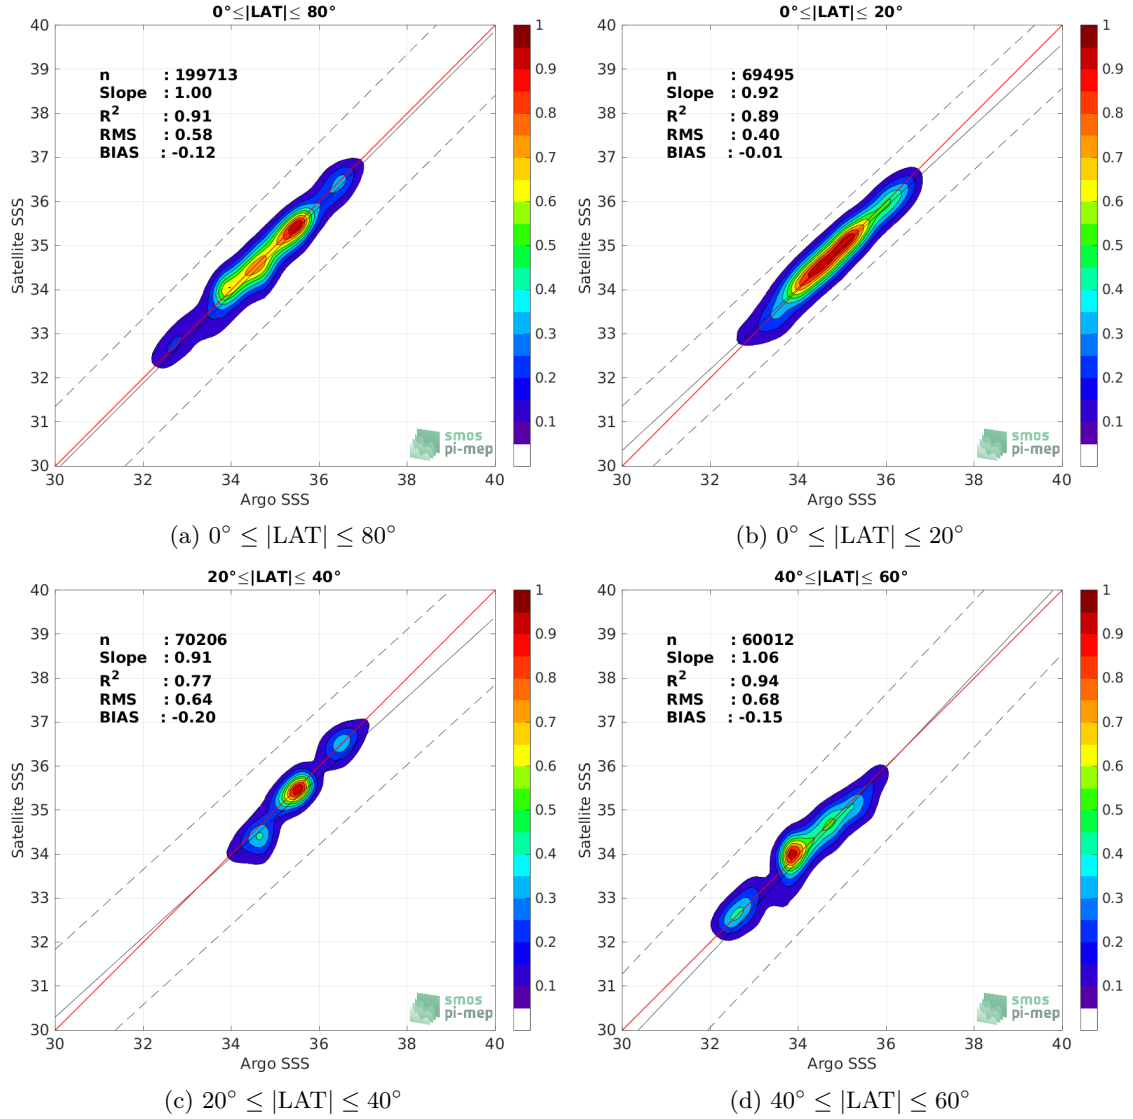 0°≤|LAT|≤ 80°
n : 199713
Slope : 1.00
R² : 0.91
RMS : 0.58
BIAS : -0.12
Satellite SSS
40
39
38
37
36
35
34
33
32
31
30
30 32 34 36 38 40
Argo SSS
1
0.9
0.8
0.7
0.6
0.5
0.4
0.3
0.2
0.1
smos
pi-mep
(a) 0° ≤ |LAT| ≤ 80°
0°≤|LAT|≤ 20°
n : 69495
Slope : 0.92
R² : 0.89
RMS : 0.40
BIAS : -0.01
Satellite SSS
40
39
38
37
36
35
34
33
32
31
30
30 32 34 36 38 40
Argo SSS
1
0.9
0.8
0.7
0.6
0.5
0.4
0.3
0.2
0.1
smos
pi-mep
(b) 0° ≤ |LAT| ≤ 20°
20°≤|LAT|≤ 40°
n : 70206
Slope : 0.91
R² : 0.77
RMS : 0.64
BIAS : -0.20
Satellite SSS
40
39
38
37
36
35
34
33
32
31
30
30 32 34 36 38 40
Argo SSS
1
0.9
0.8
0.7
0.6
0.5
0.4
0.3
0.2
0.1
smos
pi-mep
(c) 20° ≤ |LAT| ≤ 40°
40°≤|LAT|≤ 60°
n : 60012
Slope : 1.06
R² : 0.94
RMS : 0.68
BIAS : -0.15
Satellite SSS
40
39
38
37
36
35
34
33
32
31
30
30 32 34 36 38 40
Argo SSS
1
0.9
0.8
0.7
0.6
0.5
0.4
0.3
0.2
0.1
smos
pi-mep
(d) 40° ≤ |LAT| ≤ 60°